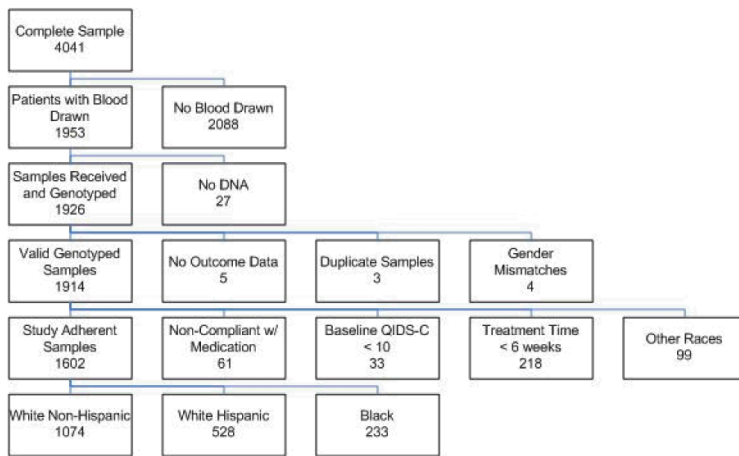 Complete Sample
4041
Patients with Blood
Drawn
1953
No Blood Drawn
2088
Samples Received
and Genotyped
1926
No DNA
27
Valid Genotyped
Samples
1914
No Outcome Data
5
Duplicate Samples
3
Gender
Mismatches
4
Study Adherent
Samples
1602
Non-Compliant w/
Medication
61
Baseline QIDS-C
< 10
33
Treatment Time
< 6 weeks
218
Other Races
99
White Non-Hispanic
1074
White Hispanic
528
Black
233